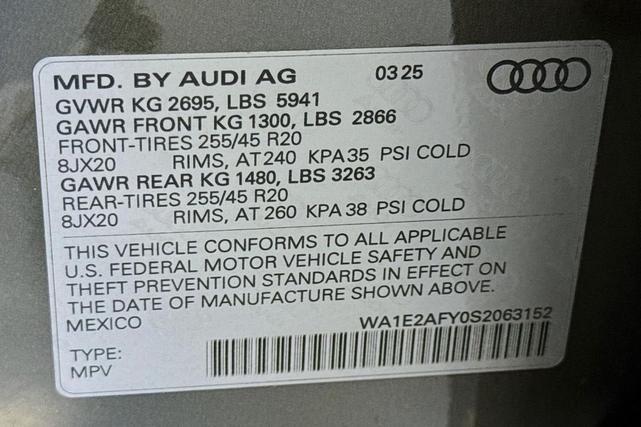 MFD. BY AUDI AG 03 25
GVWR KG 2695, LBS 5941
GAWR FRONT KG 1300, LBS 2866
FRONT-TIRES 255/45 R20
8JX20 RIMS, AT 240 KPA 35 PSI COLD
GAWR REAR KG 1480, LBS 3263
REAR-TIRES 255/45 R20
8JX20 RIMS, AT 260 KPA 38 PSI COLD
THIS VEHICLE CONFORMS TO ALL APPLICABLE
U.S. FEDERAL MOTOR VEHICLE SAFETY AND
THEFT PREVENTION STANDARDS IN EFFECT ON
THE DATE OF MANUFACTURE SHOWN ABOVE.
MEXICO WA1E2AFY0S2063152
TYPE:
MPV